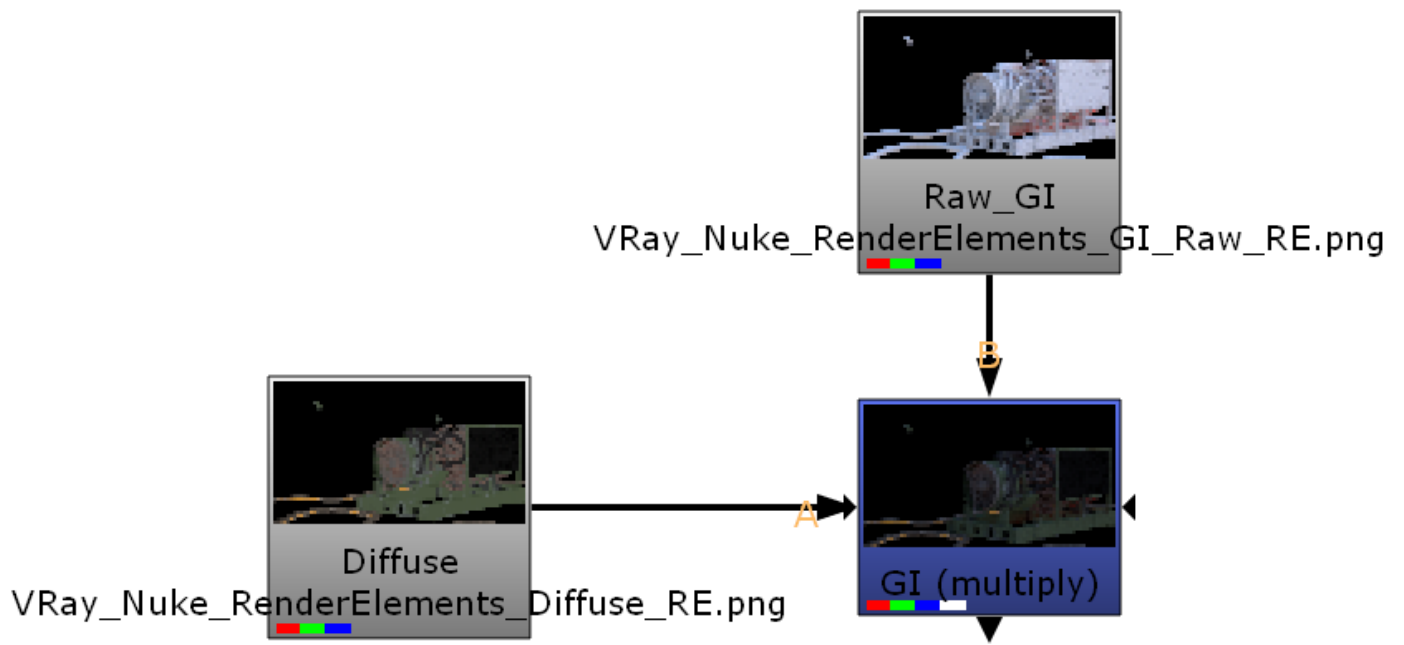 Raw_GI
VRay_Nuke_RenderElements_GI_Raw_RE.png
B
A
Diffuse
VRay_Nuke_RenderElements_Diffuse_RE.png
GI (multiply)